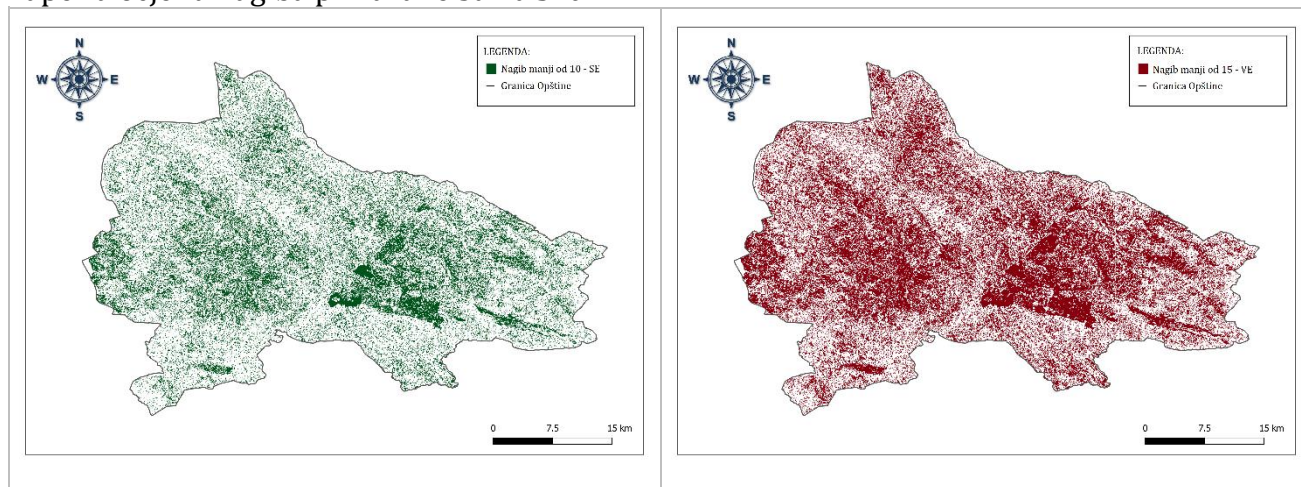 N
W E
S
LEGENDA:
Nagib manji od 10 - SE
Granica Opštine
0 7.5 15 km
N
W E
S
LEGENDA:
Nagib manji od 15 - VE
Granica Opštine
0 7.5 15 km